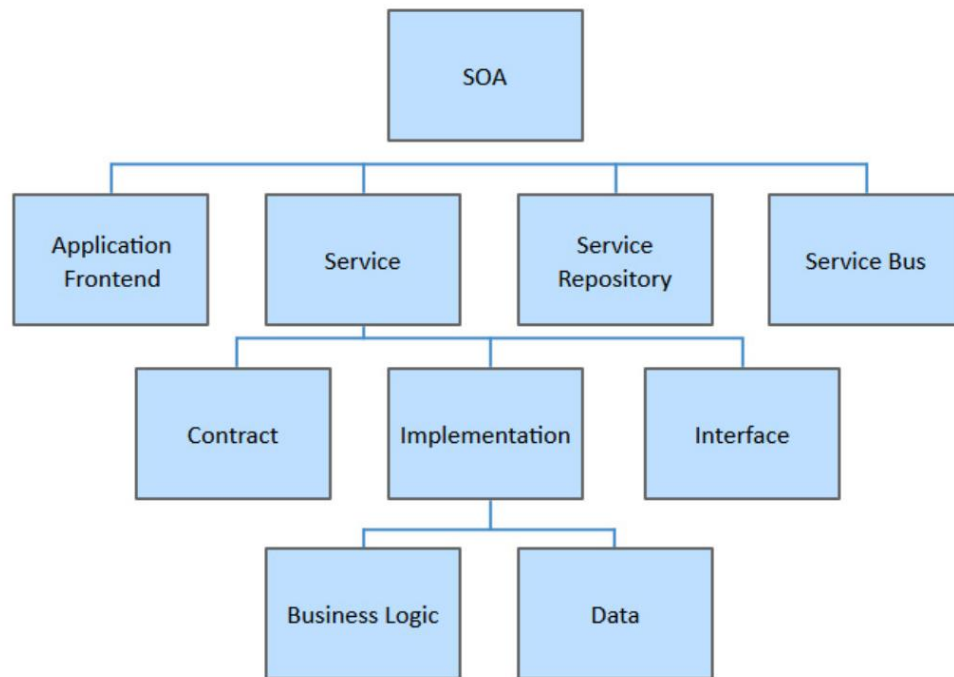 SOA
Application
Frontend
Service
Service
Repository
Service Bus
Contract
Implementation
Interface
Business Logic
Data